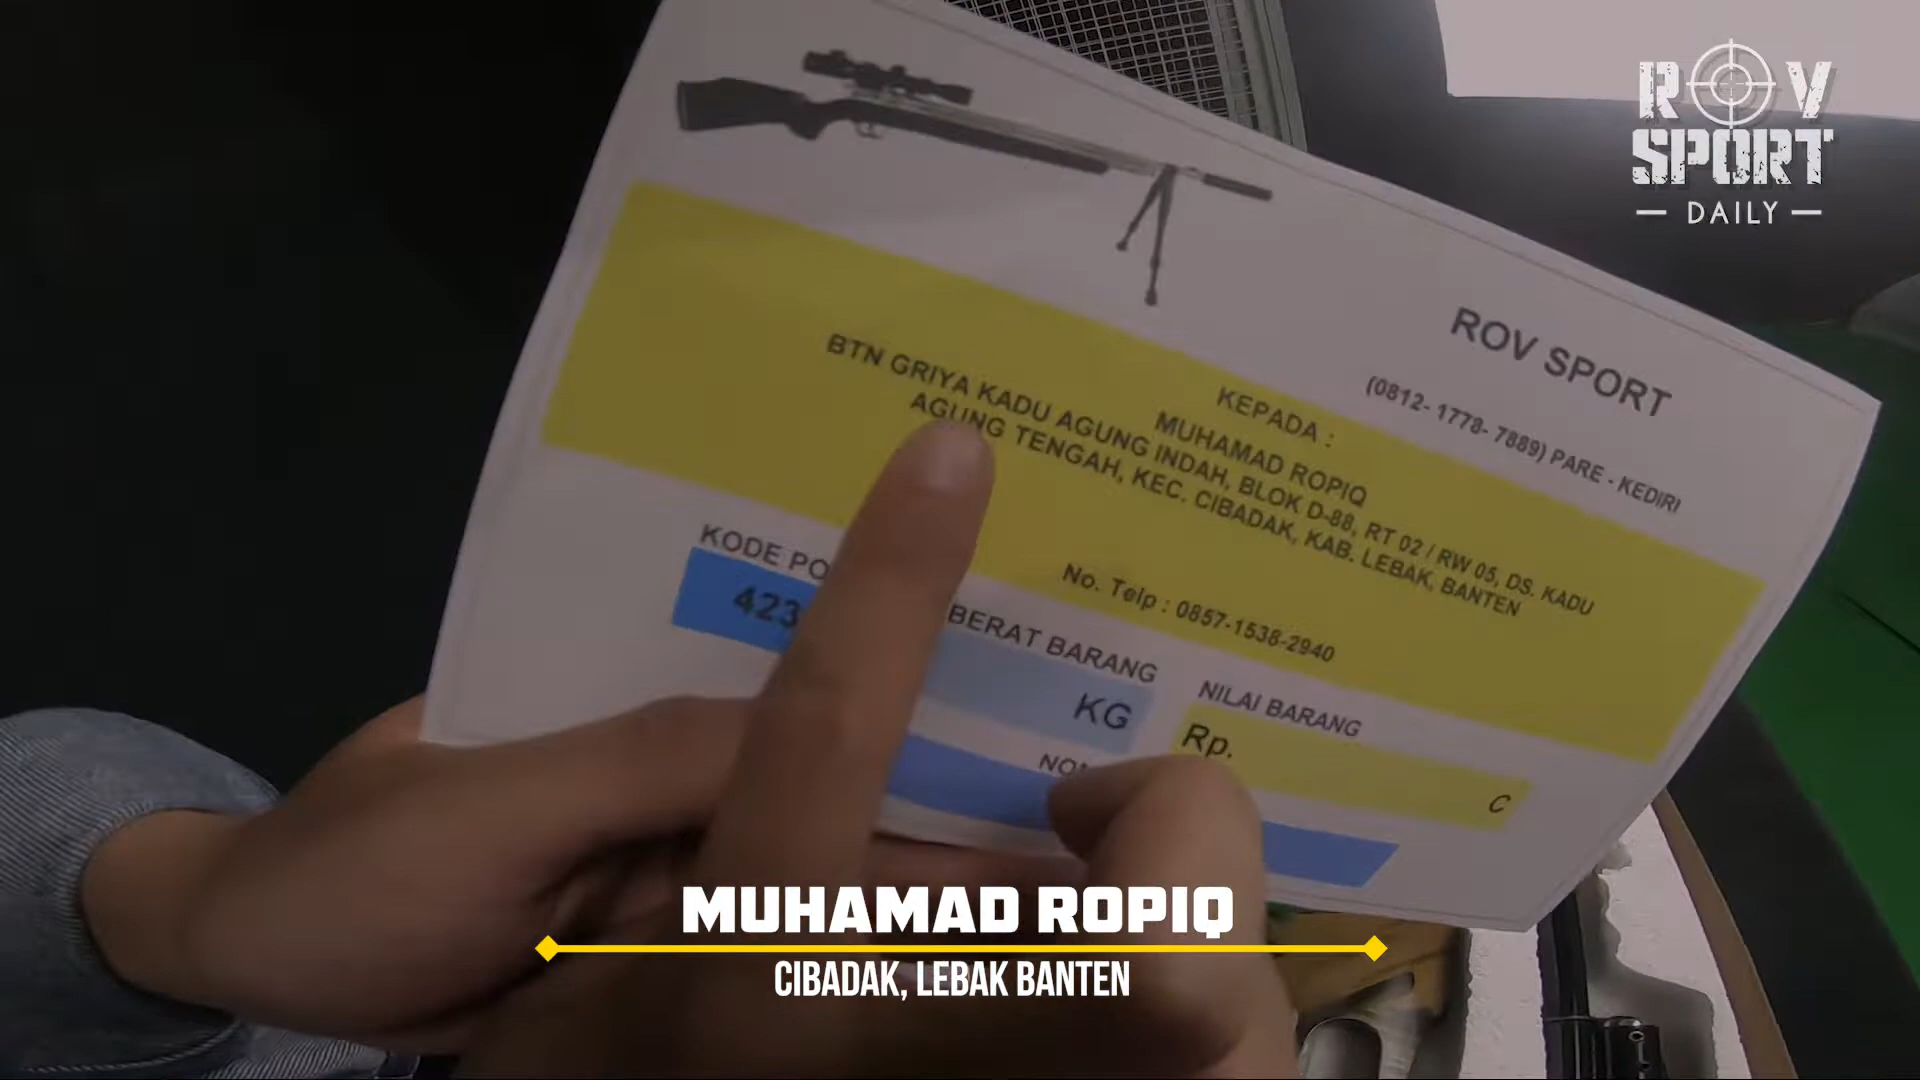 ROV
SPORT
DAILY
ROV SPORT
(0812- 1778- 7889) PARE - KEDIRI
KEPADA :
MUHAMAD ROPIQ
BTN GRIYA KADU AGUNG INDAH, BLOK D-88, RT 02 / RW 05, DS. KADU
AGUNG TENGAH, KEC. CIBADAK, KAB. LEBAK, BANTEN
No. Telp : 0857-1538-2940
KODE PO
423
BERAT BARANG
KG
NILAI BARANG
Rp.
C
MUHAMAD ROPIQ
CIBADAK, LEBAK BANTEN